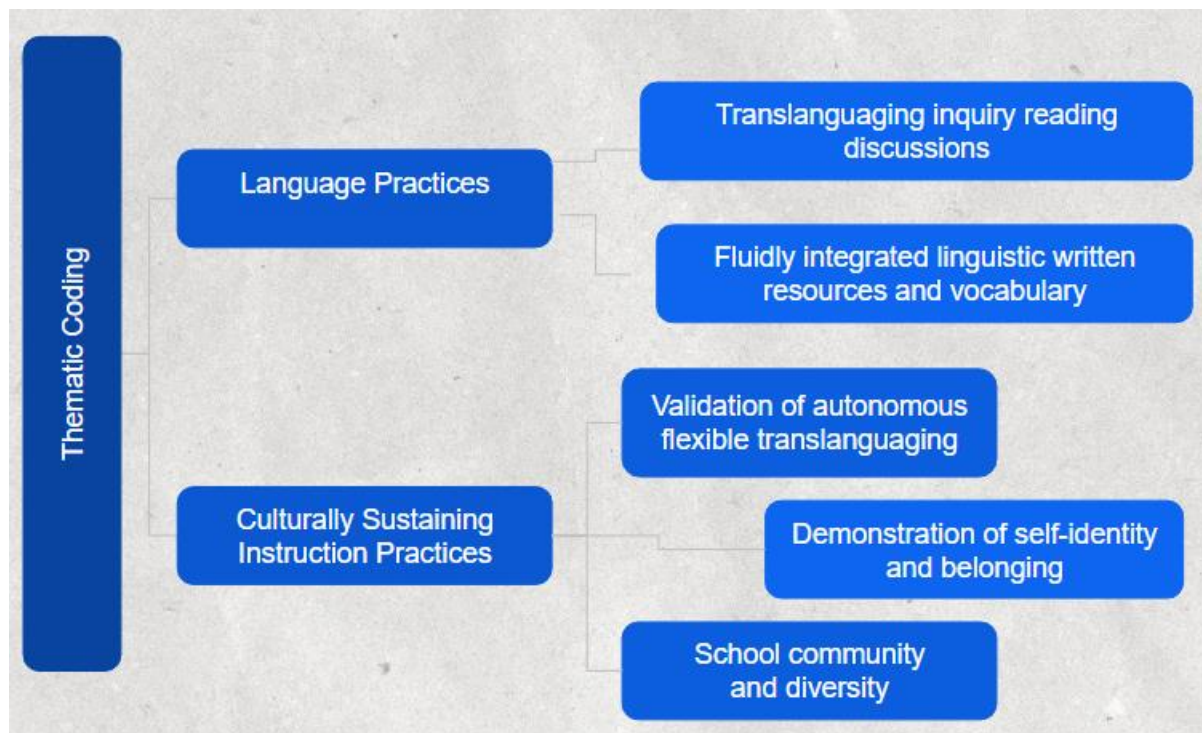 Thematic Coding
Language Practices
Translanguaging inquiry reading
discussions
Fluidly integrated linguistic written
resources and vocabulary
Culturally Sustaining
Instruction Practices
Validation of autonomous
flexible translanguaging
Demonstration of self-identity
and belonging
School community
and diversity